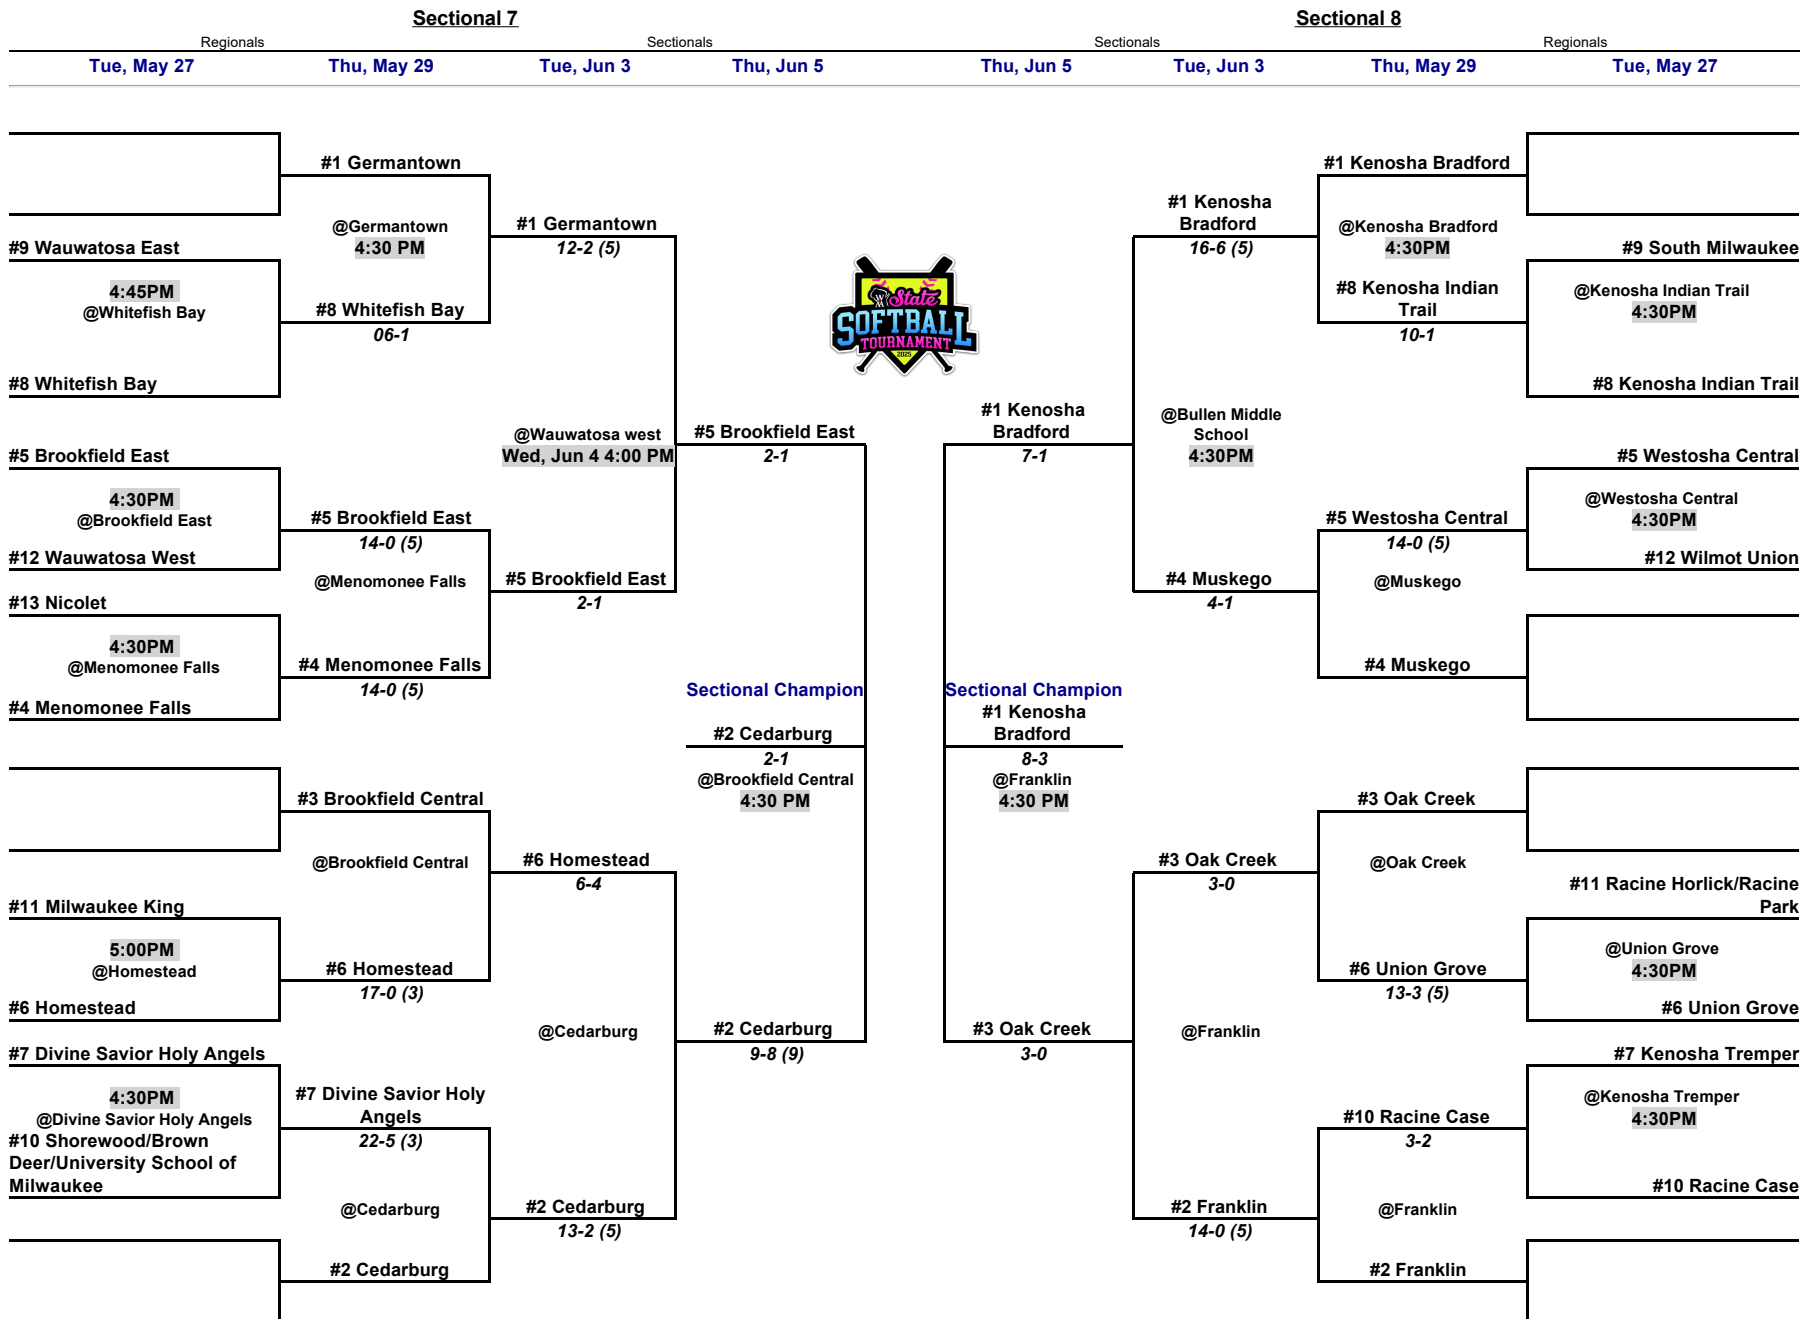 Sectional 7
Sectional 8
Regionals
Sectionals
Sectionals
Regionals
Tue, May 27
Thu, May 29
Tue, Jun 3
Thu, Jun 5
Thu, Jun 5
Tue, Jun 3
Thu, May 29
Tue, May 27
#9 Wauwatosa East
4:45PM
@Whitefish Bay
#8 Whitefish Bay
#5 Brookfield East
4:30PM
@Brookfield East
#12 Wauwatosa West
#13 Nicolet
4:30PM
@Menomonee Falls
#4 Menomonee Falls
#11 Milwaukee King
5:00PM
@Homestead
#6 Homestead
#7 Divine Savior Holy Angels
4:30PM
@Divine Savior Holy Angels
#10 Shorewood/Brown
Deer/University School of
Milwaukee
#1 Germantown
@Germantown
4:30 PM
#8 Whitefish Bay
06-1
#5 Brookfield East
14-0 (5)
@Menomonee Falls
#4 Menomonee Falls
14-0 (5)
#3 Brookfield Central
@Brookfield Central
#6 Homestead
17-0 (3)
#7 Divine Savior Holy
Angels
22-5 (3)
@Cedarburg
#2 Cedarburg
#1 Germantown
12-2 (5)
@Wauwatosa west
Wed, Jun 4 4:00 PM
#5 Brookfield East
2-1
#6 Homestead
6-4
@Cedarburg
#2 Cedarburg
13-2 (5)
#5 Brookfield East
2-1
Sectional Champion
#2 Cedarburg
2-1
@Brookfield Central
4:30 PM
#2 Cedarburg
9-8 (9)
State
SOFTBALL
TOURNAMENT
2025
#1 Kenosha
Bradford
7-1
Sectional Champion
#1 Kenosha
Bradford
8-3
@Franklin
4:30 PM
#3 Oak Creek
3-0
#1 Kenosha
Bradford
16-6 (5)
@Bullen Middle
School
4:30PM
#4 Muskego
4-1
#3 Oak Creek
3-0
@Franklin
#2 Franklin
14-0 (5)
#1 Kenosha Bradford
@Kenosha Bradford
4:30PM
#8 Kenosha Indian
Trail
10-1
#5 Westosha Central
14-0 (5)
@Muskego
#4 Muskego
#3 Oak Creek
@Oak Creek
#6 Union Grove
13-3 (5)
#10 Racine Case
3-2
@Franklin
#2 Franklin
#9 South Milwaukee
@Kenosha Indian Trail
4:30PM
#8 Kenosha Indian Trail
#5 Westosha Central
@Westosha Central
4:30PM
#12 Wilmot Union
#11 Racine Horlick/Racine
Park
@Union Grove
4:30PM
#6 Union Grove
#7 Kenosha Tremper
@Kenosha Tremper
4:30PM
#10 Racine Case